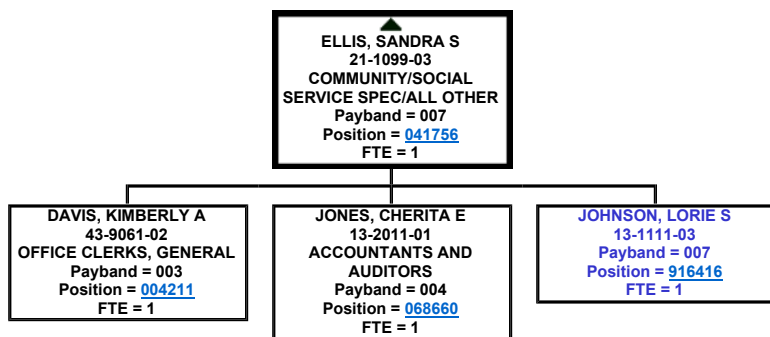 ELLIS, SANDRA S
21-1099-03
COMMUNITY/SOCIAL
SERVICE SPEC/ALL OTHER
Payband = 007
Position = 041756
FTE = 1
DAVIS, KIMBERLY A
43-9061-02
OFFICE CLERKS, GENERAL
Payband = 003
Position = 004211
FTE = 1
JONES, CHERITA E
13-2011-01
ACCOUNTANTS AND
AUDITORS
Payband = 004
Position = 068660
FTE = 1
JOHNSON, LORIE S
13-1111-03
Payband = 007
Position = 916416
FTE = 1